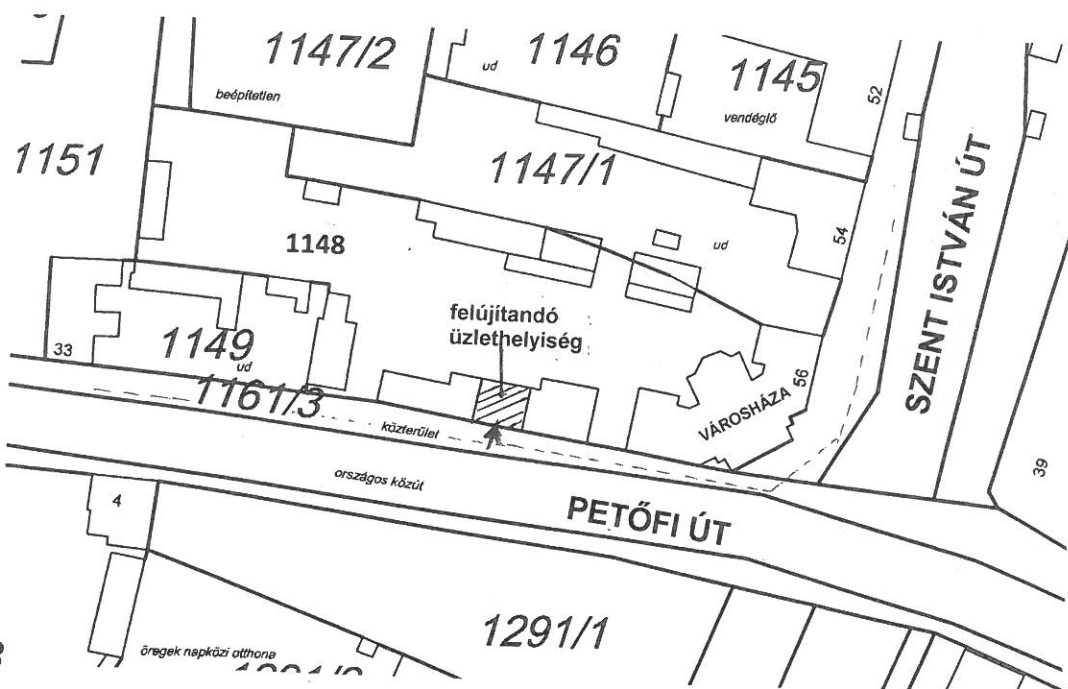 1147/2
ud
1146
1145
beépítetlen
vendéglő
52
1151
1147/1
SZENT ISTVÁN ÚT
1148
ud
54
felújítandó
üzlethelyiség
33
1149
ud
1161/3
56
VÁROSHÁZA
közterület
országos közút
39
4
PETŐFI ÚT
1291/1
öregek napközi otthona